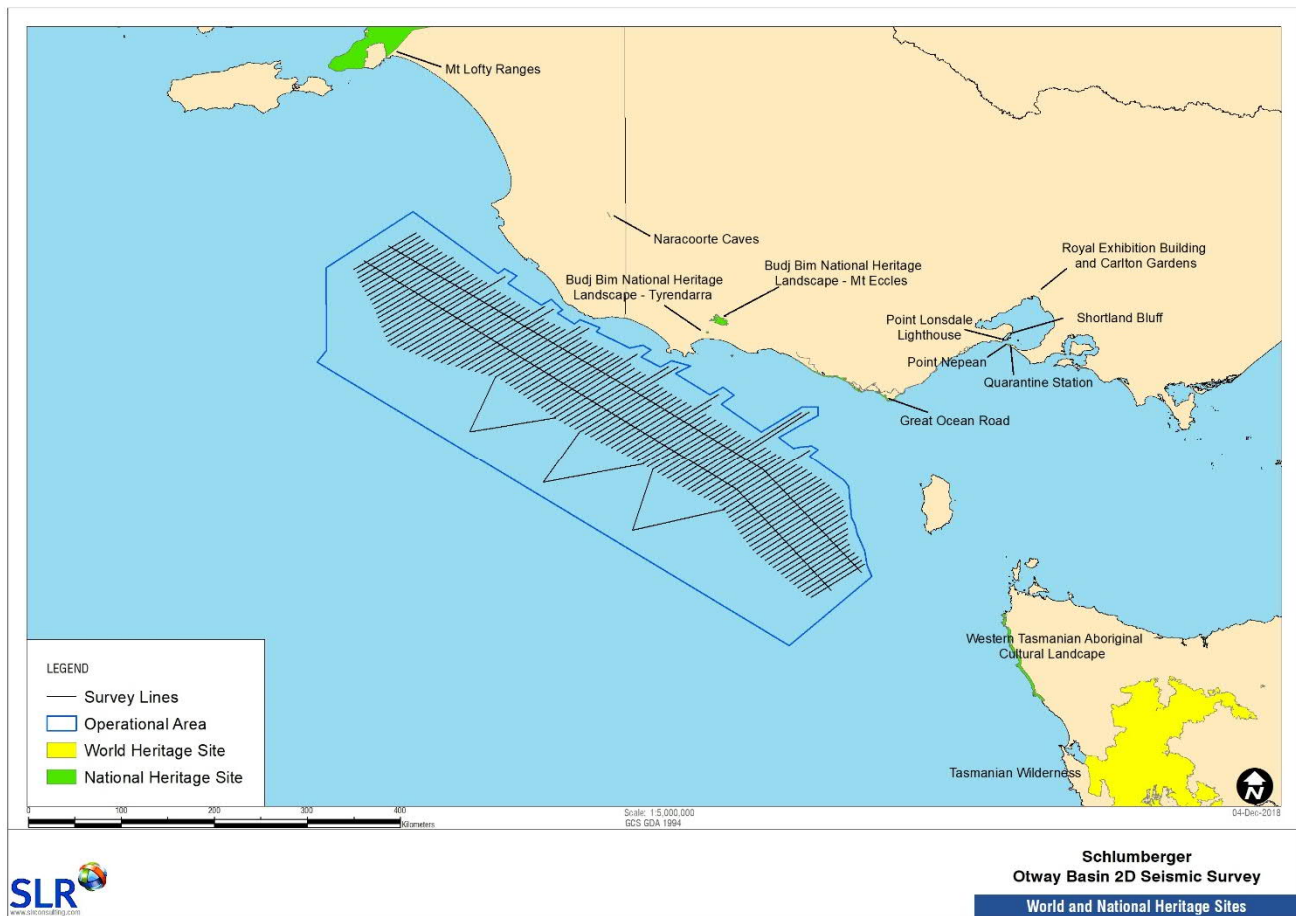 Mt Lofty Ranges
Naracoorte Caves
Royal Exhibition Building
and Carlton Gardens
Budj Bim National Heritage
Landscape - Mt Eccles
Budj Bim National Heritage
Landscape - Tyrendarra
Point Lonsdale
Lighthouse
Shortland Bluff
Point Nepean
Quarantine Station
Great Ocean Road
Western Tasmanian Aboriginal
Cultural Landscape
Tasmanian Wilderness
LEGEND
Survey Lines
Operational Area
World Heritage Site
National Heritage Site
N
0 100 200 300 400
Kilometers
Scale: 1:5,000,000
GCS GDA 1994
04-Dec-2018
SLR
www.slrconsulting.com
Schlumberger
Otway Basin 2D Seismic Survey
World and National Heritage Sites